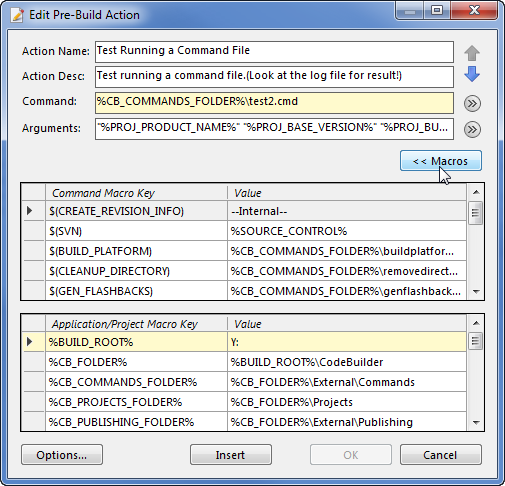 Edit Pre-Build Action
Action Name: Test Running a Command File
Action Desc: Test running a command file.(Look at the log file for result!)
Command: %CB_COMMANDS_FOLDER%\test2.cmd
Arguments: "%PROJ_PRODUCT_NAME%" "%PROJ_BASE_VERSION%" "%PROJ_BU...
<< Macros
Command Macro Key Value
$(CREATE_REVISION_INFO) --Internal--
$(SVN) %SOURCE_CONTROL%
$(BUILD_PLATFORM) %CB_COMMANDS_FOLDER%\buildplatfor...
$(CLEANUP_DIRECTORY) %CB_COMMANDS_FOLDER%\removedirect...
$(GEN_FLASHBACKS) %CB_COMMANDS_FOLDER%\genflashback...
Application/Project Macro Key Value
%BUILD_ROOT% Y:
%CB_FOLDER% %BUILD_ROOT%\CodeBuilder
%CB_COMMANDS_FOLDER% %CB_FOLDER%\External\Commands
%CB_PROJECTS_FOLDER% %CB_FOLDER%\Projects
%CB_PUBLISHING_FOLDER% %CB_FOLDER%\External\Publishing
Options... Insert OK Cancel